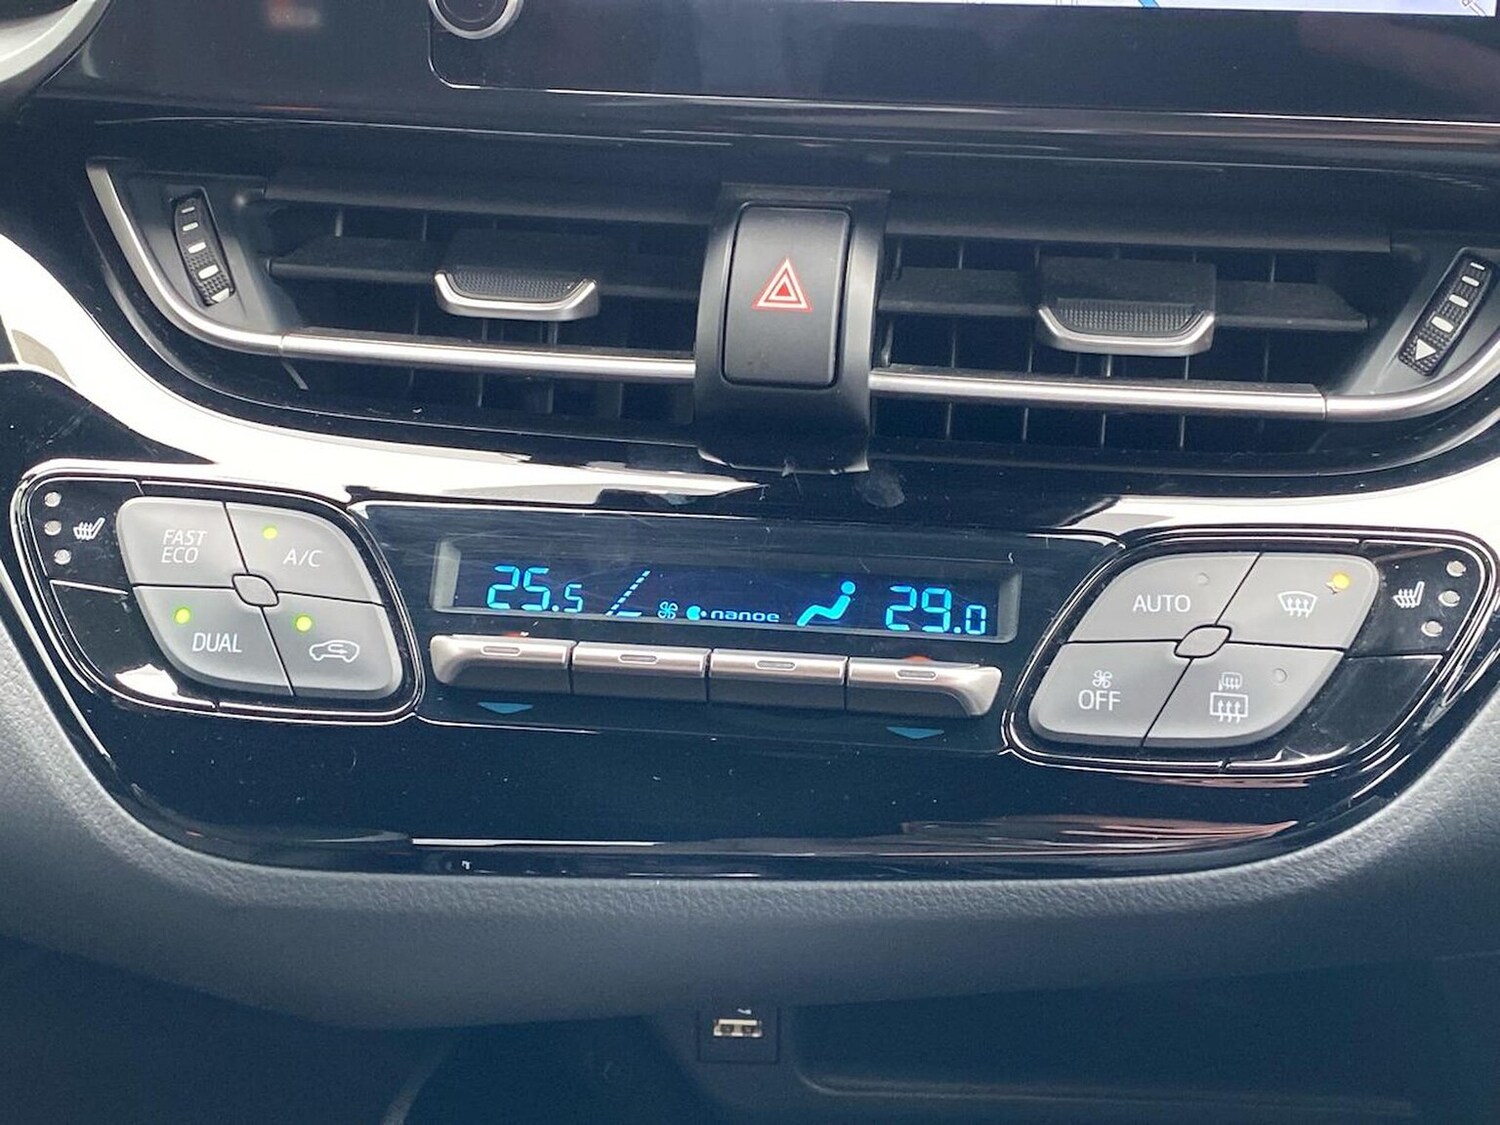 FAST
ECO
A/C
DUAL
25.5
nanoe
29.0
AUTO
OFF